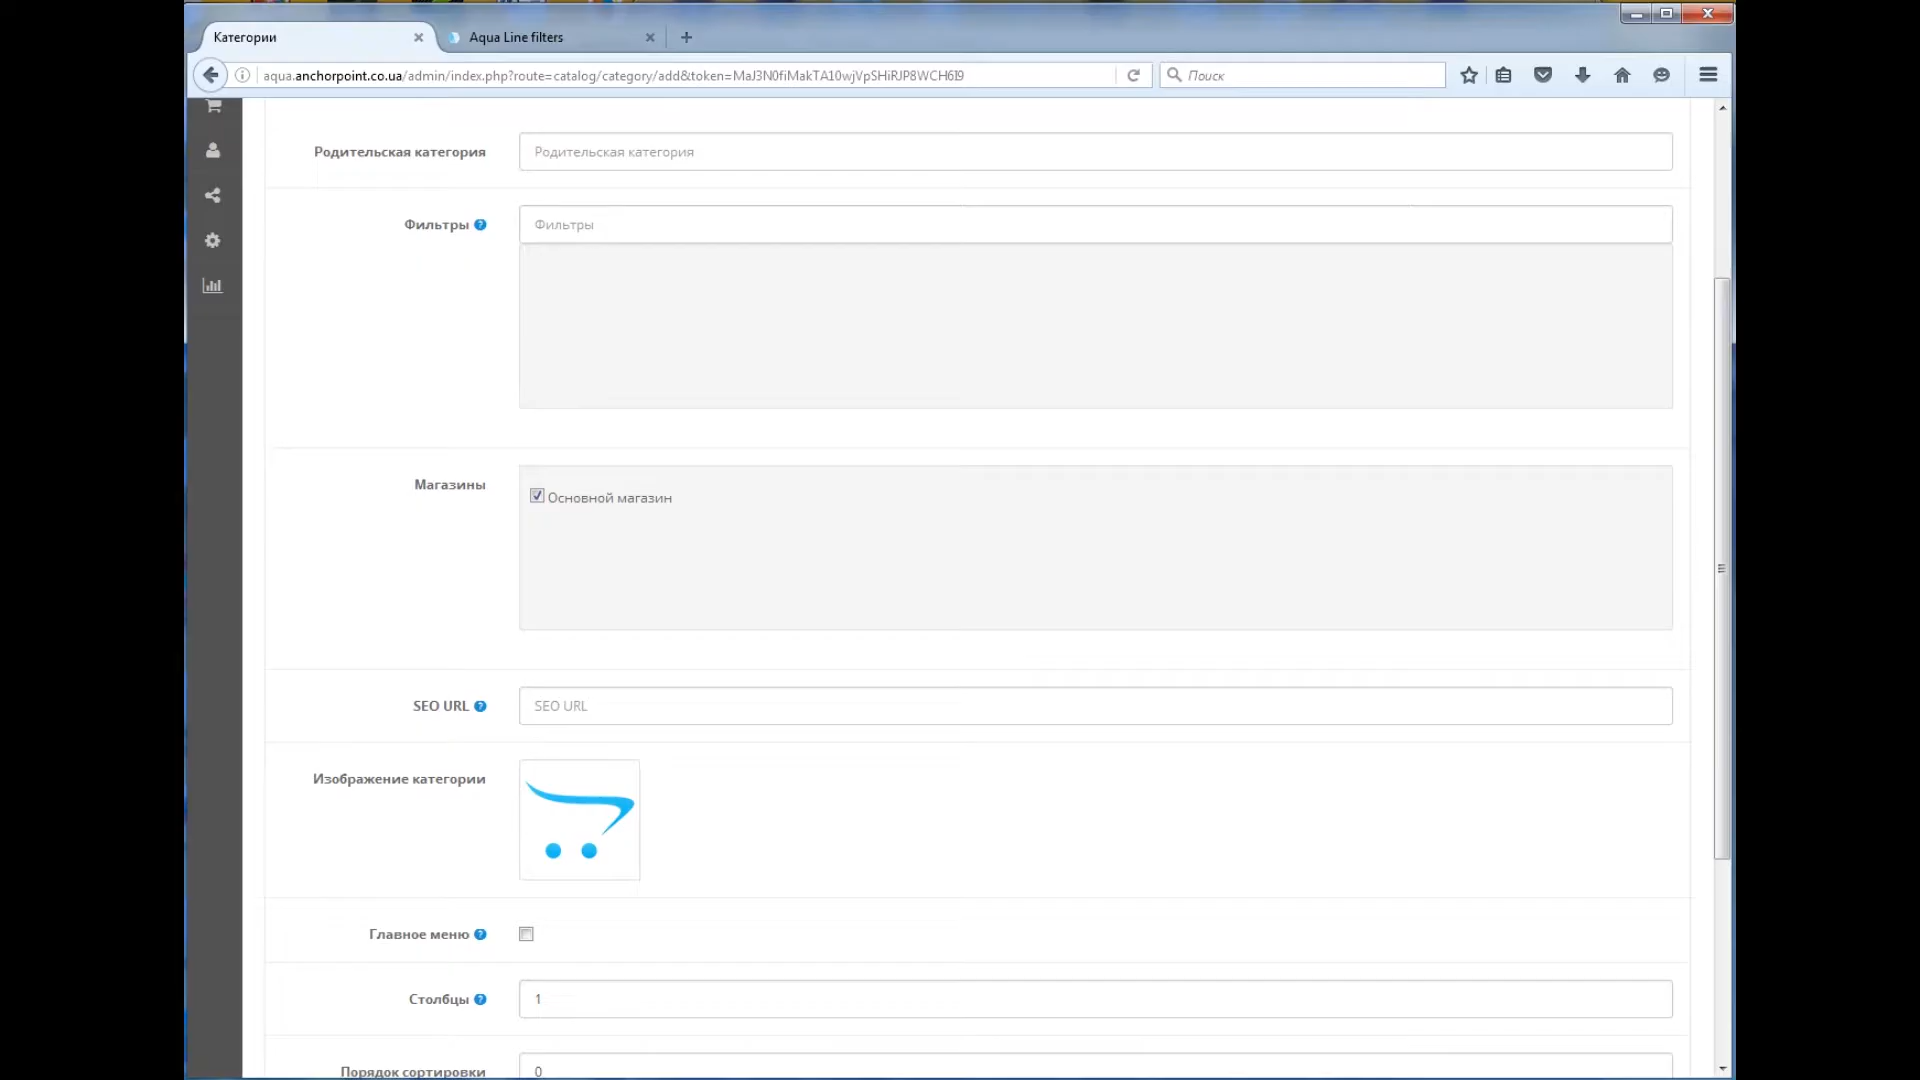 Категории
Aqua Line filters
aqua.anchorpoint.co.ua/admin/index.php?route=catalog/category/add&token=MaJ3N0fiMakTA10wjVpSHiRJP8WCH6I9
Поиск
Родительская категория
Родительская категория
Фильтры
Фильтры
Магазины
Основной магазин
SEO URL
SEO URL
Изображение категории
Главное меню
Столбцы
1
Порядок сортировки
0